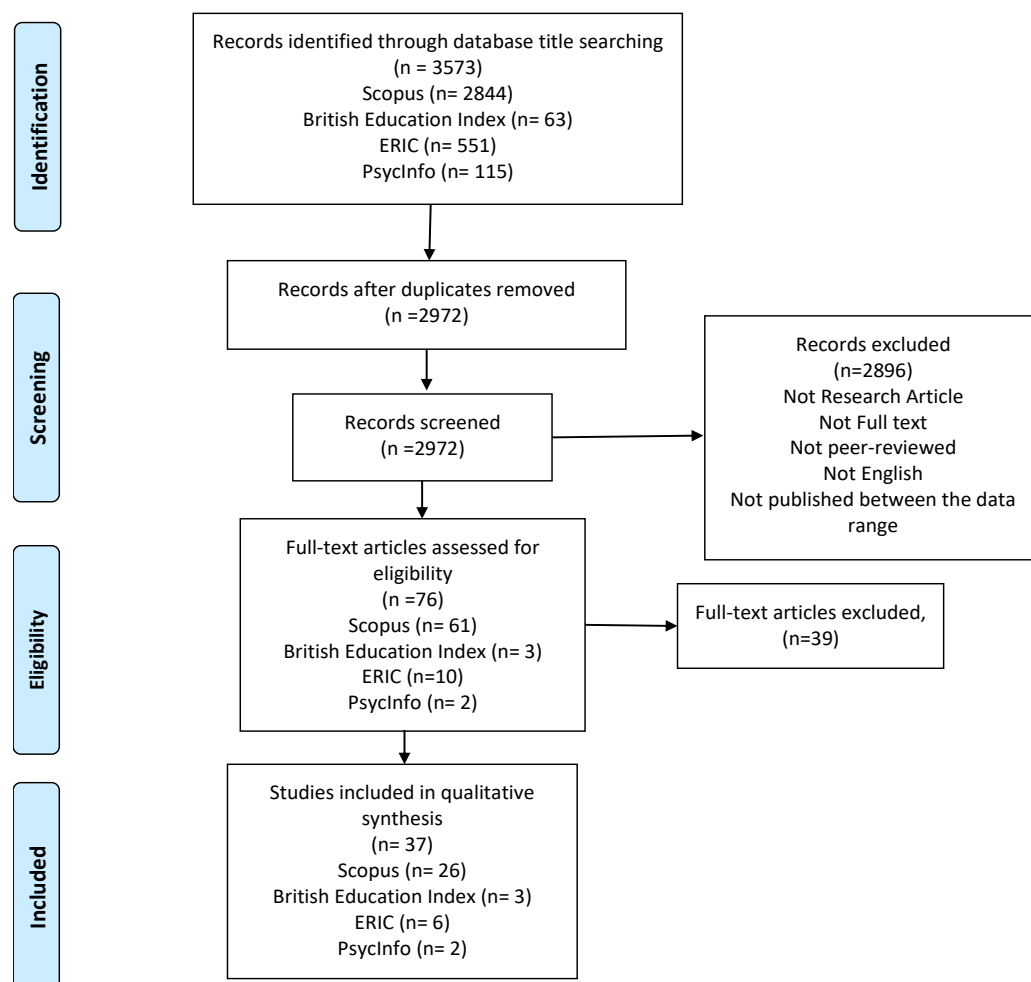 Identification
Records identified through database title searching
(n = 3573)
Scopus (n= 2844)
British Education Index (n= 63)
ERIC (n= 551)
PsycInfo (n= 115)
Screening
Records after duplicates removed
(n =2972)
Records screened
(n =2972)
Records excluded
(n=2896)
Not Research Article
Not Full text
Not peer-reviewed
Not English
Not published between the data
range
Eligibility
Full-text articles assessed for
eligibility
(n =76)
Scopus (n= 61)
British Education Index (n= 3)
ERIC (n=10)
PsycInfo (n= 2)
Full-text articles excluded,
(n=39)
Included
Studies included in qualitative
synthesis
(n= 37)
Scopus (n= 26)
British Education Index (n= 3)
ERIC (n= 6)
PsycInfo (n= 2)